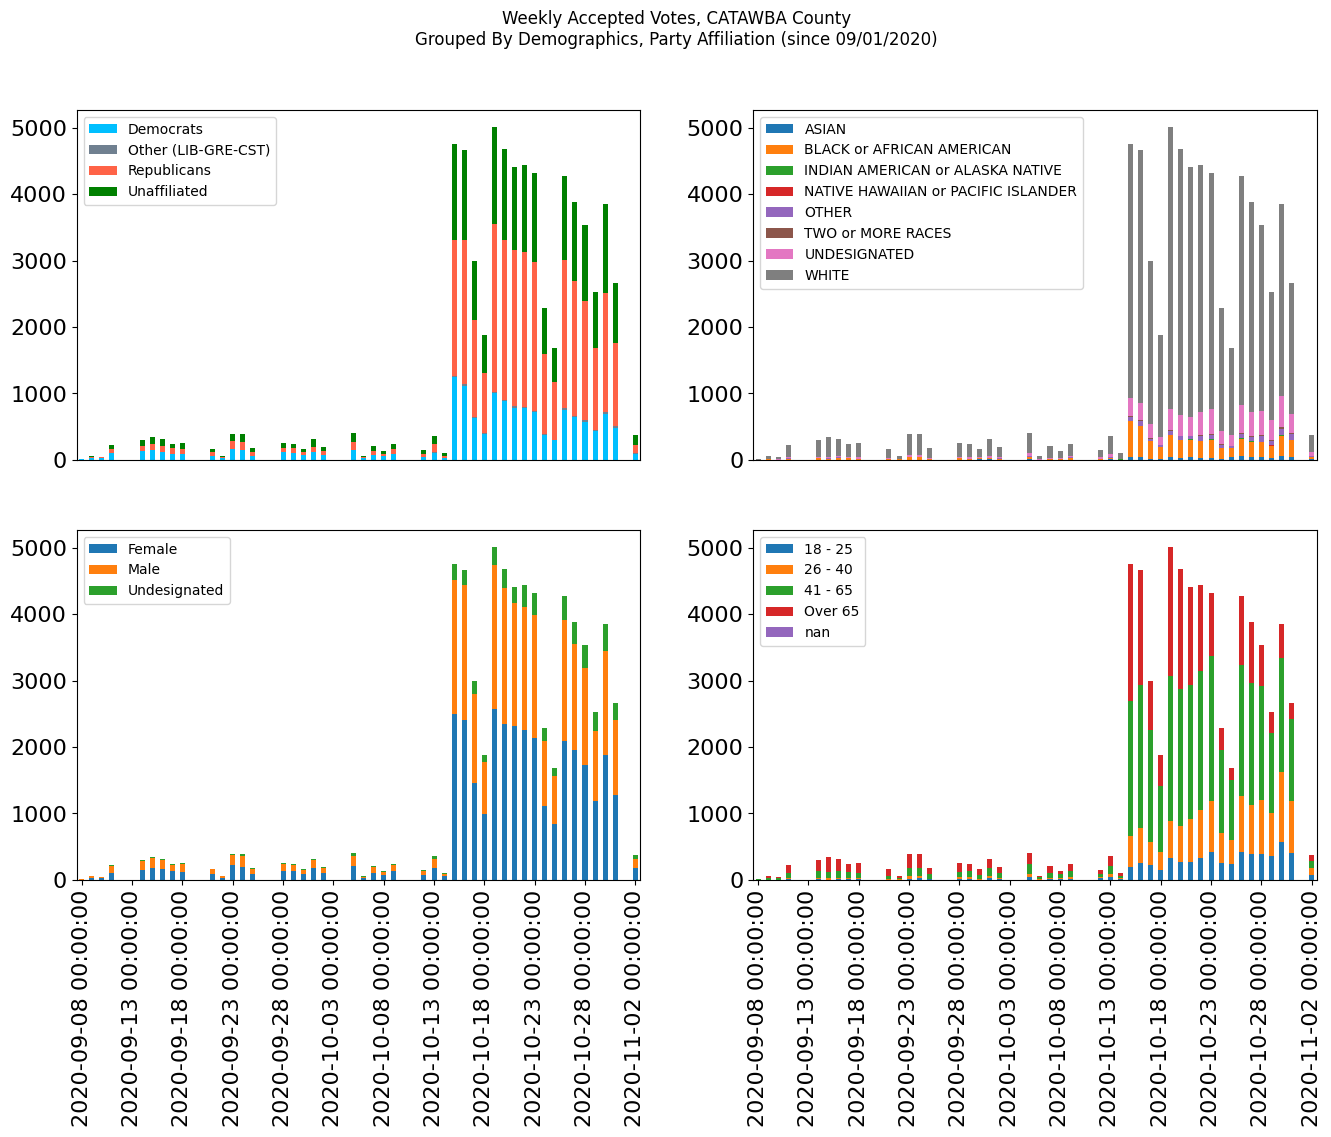 Weekly Accepted Votes, CATAWBA County
Grouped By Demographics, Party Affiliation (since 09/01/2020)
5000
4000
3000
2000
1000
0
Democrats
Other (LIB-GRE-CST)
Republicans
Unaffiliated
5000
4000
3000
2000
1000
0
ASIAN
BLACK or AFRICAN AMERICAN
INDIAN AMERICAN or ALASKA NATIVE
NATIVE HAWAIIAN or PACIFIC ISLANDER
OTHER
TWO or MORE RACES
UNDESIGNATED
WHITE
5000
4000
3000
2000
1000
0
Female
Male
Undesignated
2020-09-08 00:00:00
2020-09-13 00:00:00
2020-09-18 00:00:00
2020-09-23 00:00:00
2020-09-28 00:00:00
2020-10-03 00:00:00
2020-10-08 00:00:00
2020-10-13 00:00:00
2020-10-18 00:00:00
2020-10-23 00:00:00
2020-10-28 00:00:00
2020-11-02 00:00:00
5000
4000
3000
2000
1000
0
18 - 25
26 - 40
41 - 65
Over 65
nan
2020-09-08 00:00:00
2020-09-13 00:00:00
2020-09-18 00:00:00
2020-09-23 00:00:00
2020-09-28 00:00:00
2020-10-03 00:00:00
2020-10-08 00:00:00
2020-10-13 00:00:00
2020-10-18 00:00:00
2020-10-23 00:00:00
2020-10-28 00:00:00
2020-11-02 00:00:00